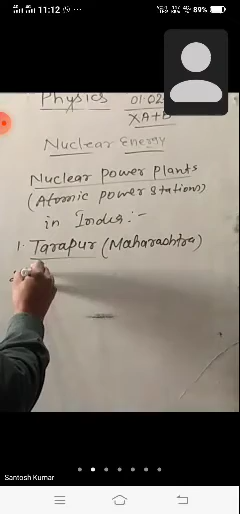 11:12
89%
Physics 01.02
XA+B
Nuclear Energy
Nuclear power plants
(Atomic power stations)
in India:-
1. Tarapur (Maharashtra)
Santosh Kumar